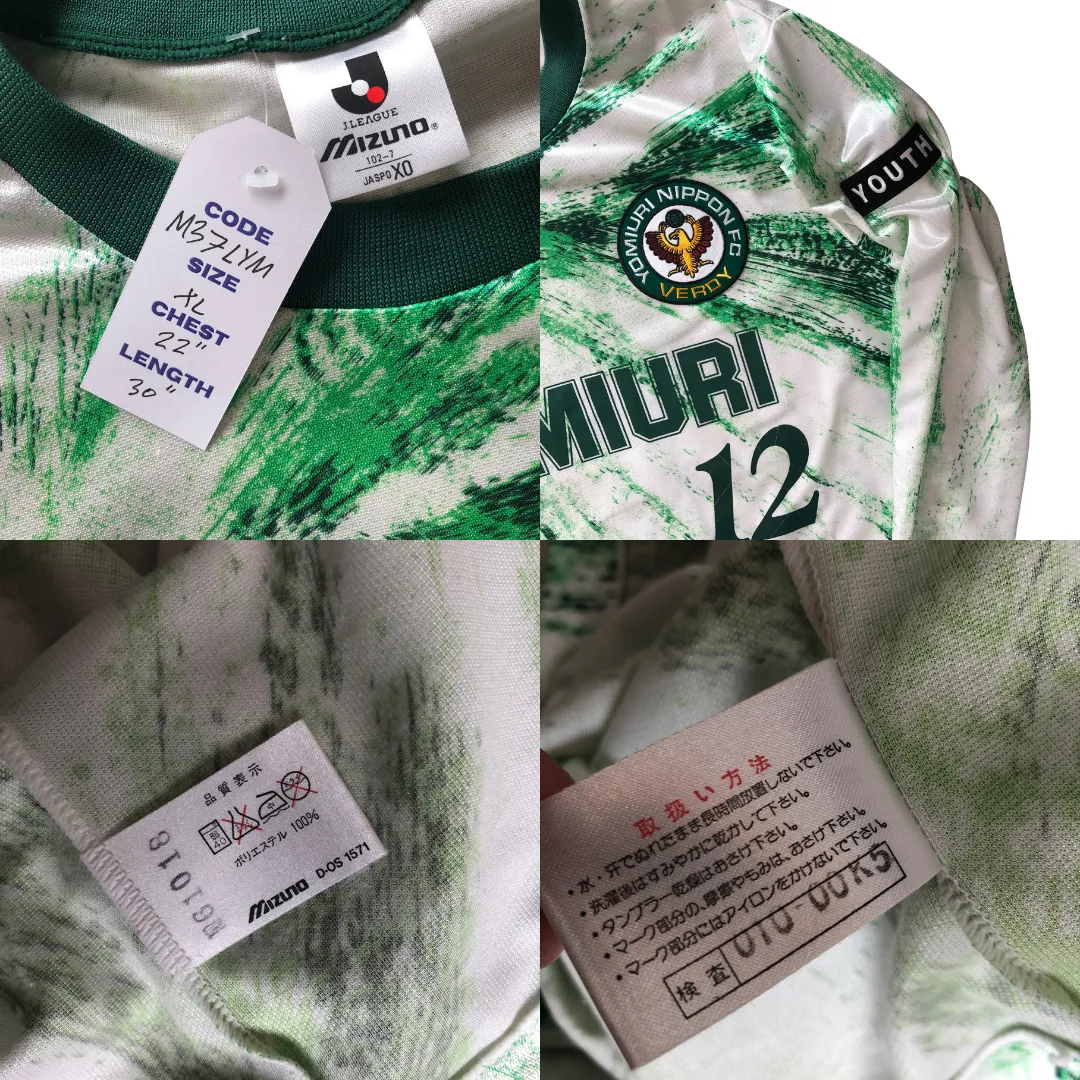 J.LEAGUE
MIZUNO®
102-7
JASPO XO
CODE
M37LYM
SIZE
XL
CHEST
22"
LENGTH
30"
YOUTH
YOMIURI NIPPON FC
VERDY
MIURI
12
品質表示
40
中
ポリエステル 100%
MIZUNO D-OS 1571
61018
取扱い方法
・水・汗でぬれたまま長時間放置しないで下さい。
・洗濯後はすみやかに乾かして下さい。
・タンブラー乾燥はおさけ下さい。
・マーク部分の、摩擦やもみは、おさけ下さい。
・マーク部分にはアイロンをかけないで下さい。
検査 010-00K5